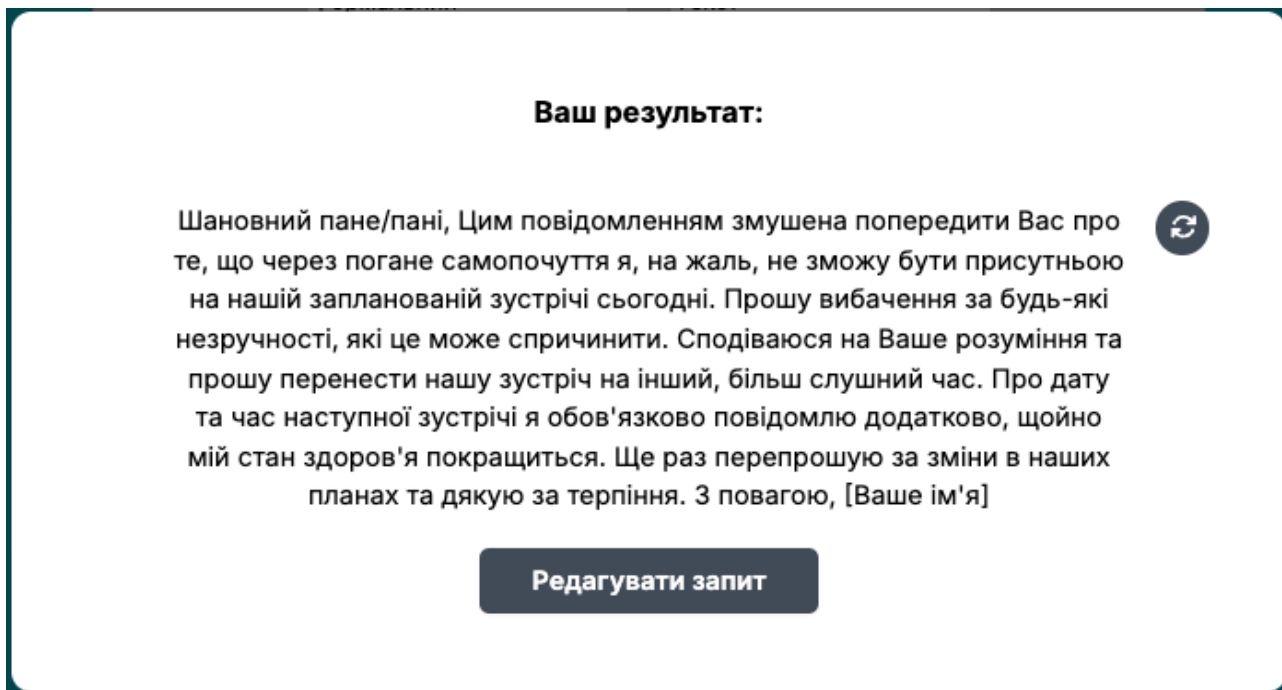 Ваш результат:
Шановний пане/пані, Цим повідомленням змушена попередити Вас про
те, що через погане самопочуття я, на жаль, не зможу бути присутньою
на нашій запланованій зустрічі сьогодні. Прошу вибачення за будь-які
незручності, які це може спричинити. Сподіваюся на Ваше розуміння та
прошу перенести нашу зустріч на інший, більш слушний час. Про дату
та час наступної зустрічі я обов'язково повідомлю додатково, щойно
мій стан здоров'я покращиться. Ще раз перепрошую за зміни в наших
планах та дякую за терпіння. З повагою, [Ваше ім'я]
Редагувати запит